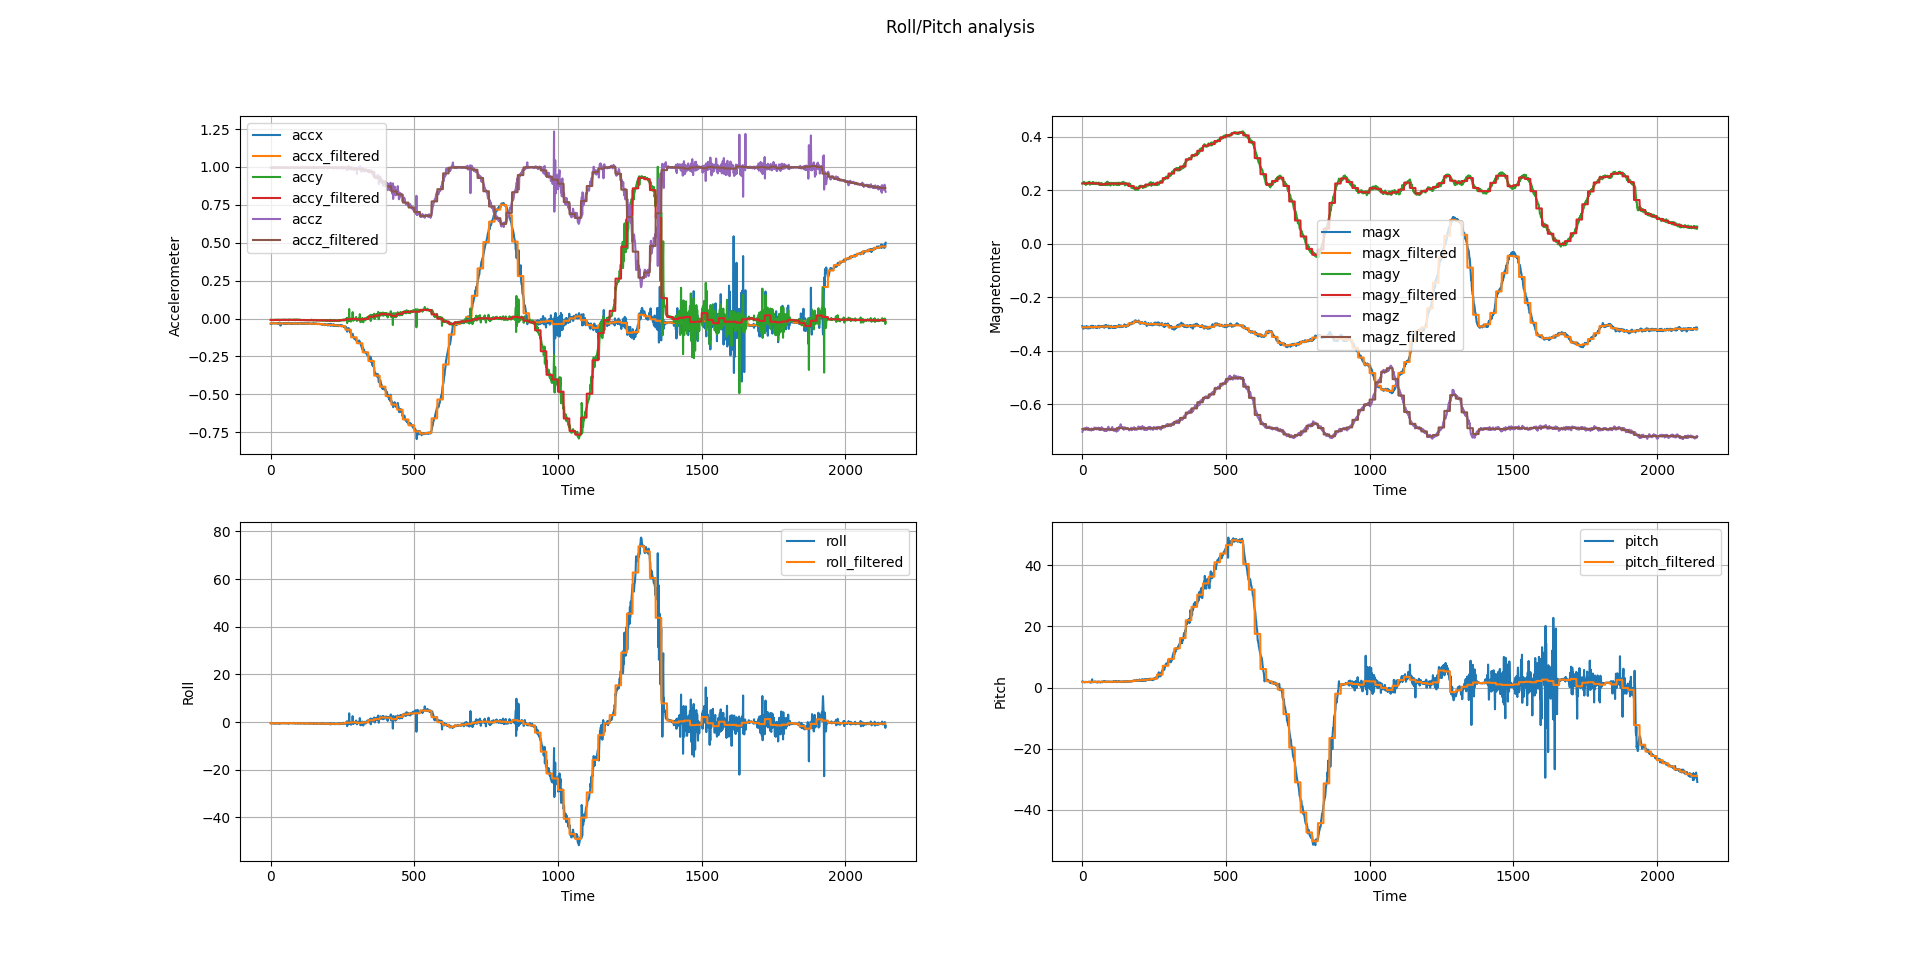 Roll/Pitch analysis
accx
accx_filtered
accy
accy_filtered
accz
accz_filtered
1.25
1.00
0.75
0.50
0.25
0.00
−0.25
−0.50
−0.75
Accelerometer
0 500 1000 1500 2000
Time
magx
magx_filtered
magy
magy_filtered
magz
magz_filtered
0.4
0.2
0.0
−0.2
−0.4
−0.6
Magnetomter
0 500 1000 1500 2000
Time
roll
roll_filtered
80
60
40
20
0
−20
−40
Roll
0 500 1000 1500 2000
Time
pitch
pitch_filtered
40
20
0
−20
−40
Pitch
0 500 1000 1500 2000
Time